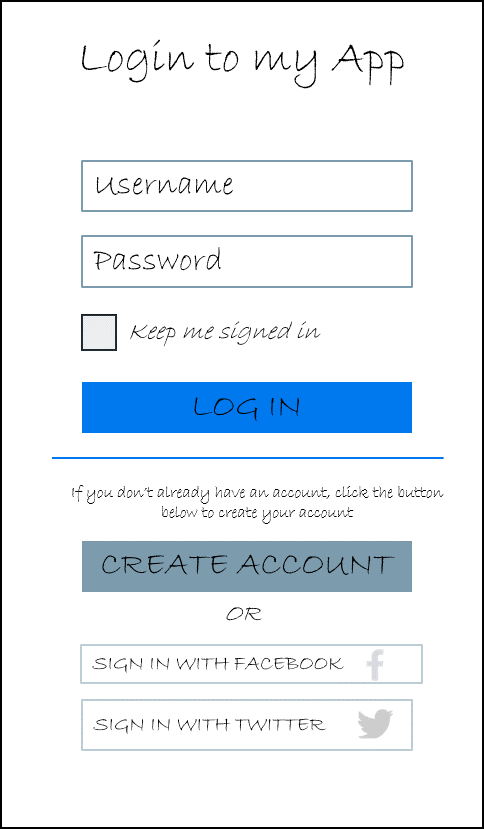 Login to my App
Username
Password
Keep me signed in
LOG IN
If you don't already have an account, click the button
below to create your account
CREATE ACCOUNT
OR
SIGN IN WITH FACEBOOK
SIGN IN WITH TWITTER